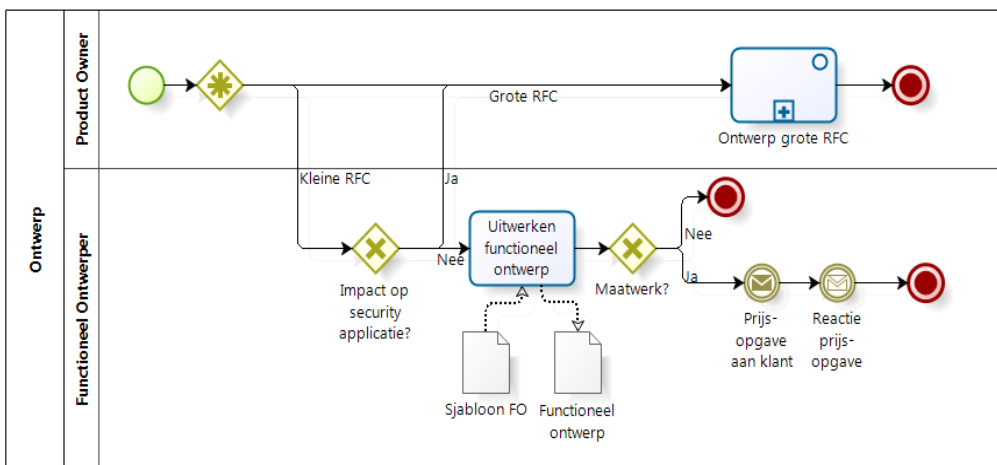 Ontwerp
Product Owner
Grote RFC
Ontwerp grote RFC
Functioneel Ontwerper
Kleine RFC
Ja
Impact op
security
applicatie?
Nee
Uitwerken
functioneel
ontwerp
Sjabloon FO
Functioneel
ontwerp
Maatwerk?
Nee
Ja
Prijs-
opgave
aan klant
Reactie
prijs-
opgave